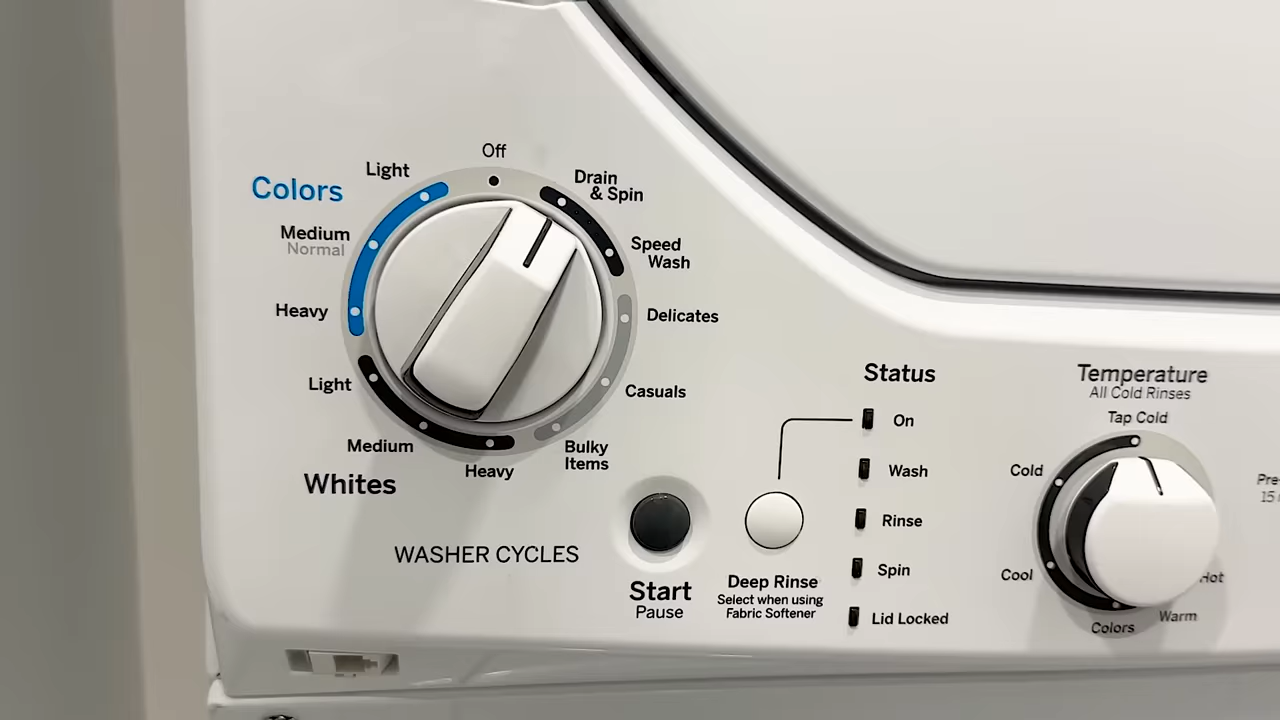 Off
Light
Drain
& Spin
Colors
Medium
Normal
Speed
Wash
Heavy
Delicates
Light
Casuals
Medium
Heavy
Bulky
Items
Whites
WASHER CYCLES
Start
Pause
Deep Rinse
Select when using
Fabric Softener
Status
On
Wash
Rinse
Spin
Lid Locked
Temperature
All Cold Rinses
Tap Cold
Cold
Cool
Colors
Warm
Hot
Pre-
15